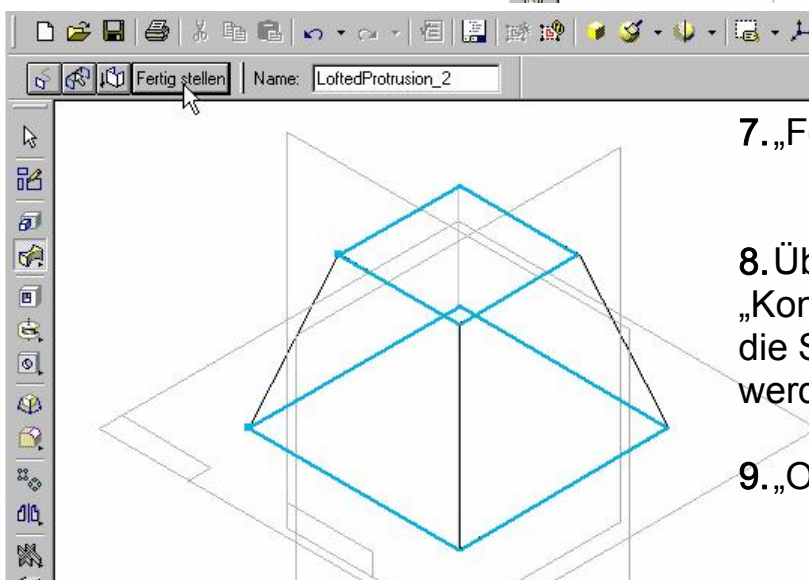 Fertig stellen Name: LoftedProtrusion_2
7. „F
8. Üb
„Kon
die S
werd
9. „O